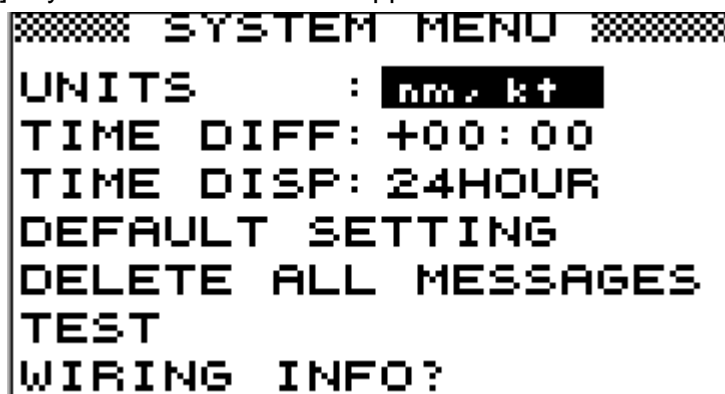 SYSTEM MENU
UNITS : nm, kt
TIME DIFF: +00:00
TIME DISP: 24HOUR
DEFAULT SETTING
DELETE ALL MESSAGES
TEST
WIRING INFO?